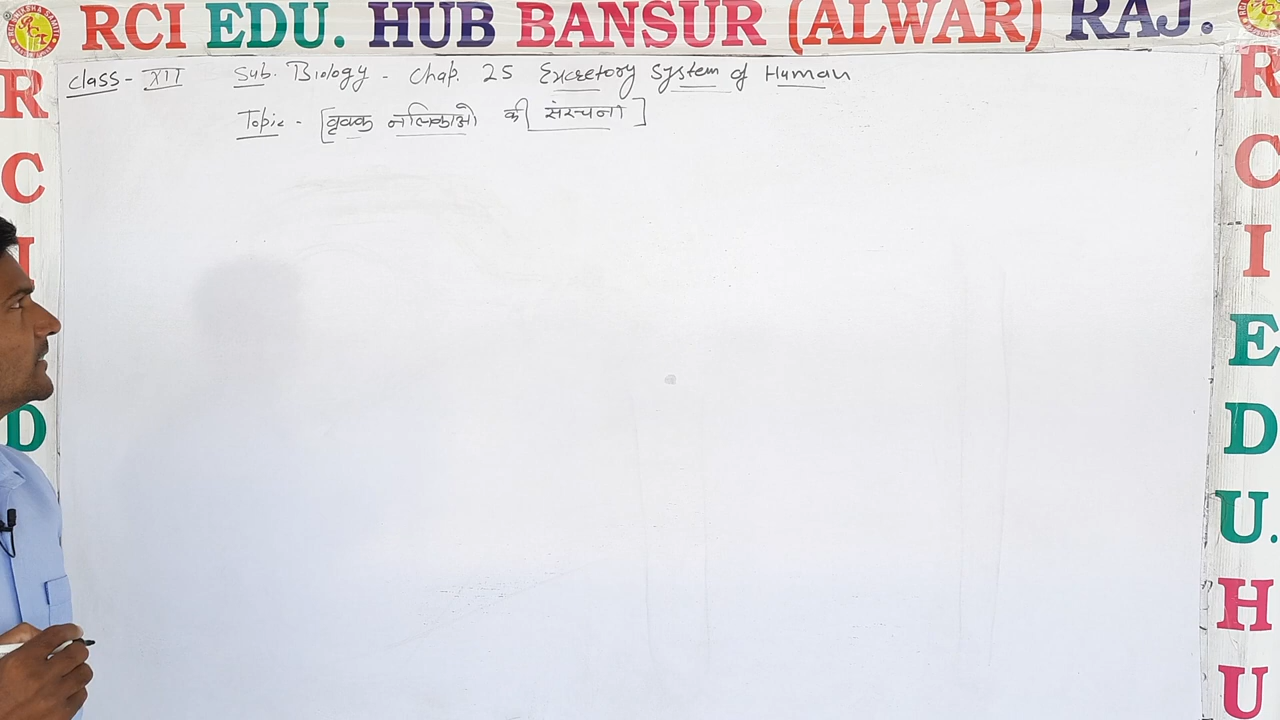 RCI EDU. HUB BANSUR (ALWAR) RAJ.
Class - XII Sub. Biology - Chap. 25 Excretory System of Human
Topic - [वृक्क नलिकाओं की संरचना]
R
C
I
D
R
C
I
E
D
U.
H
U